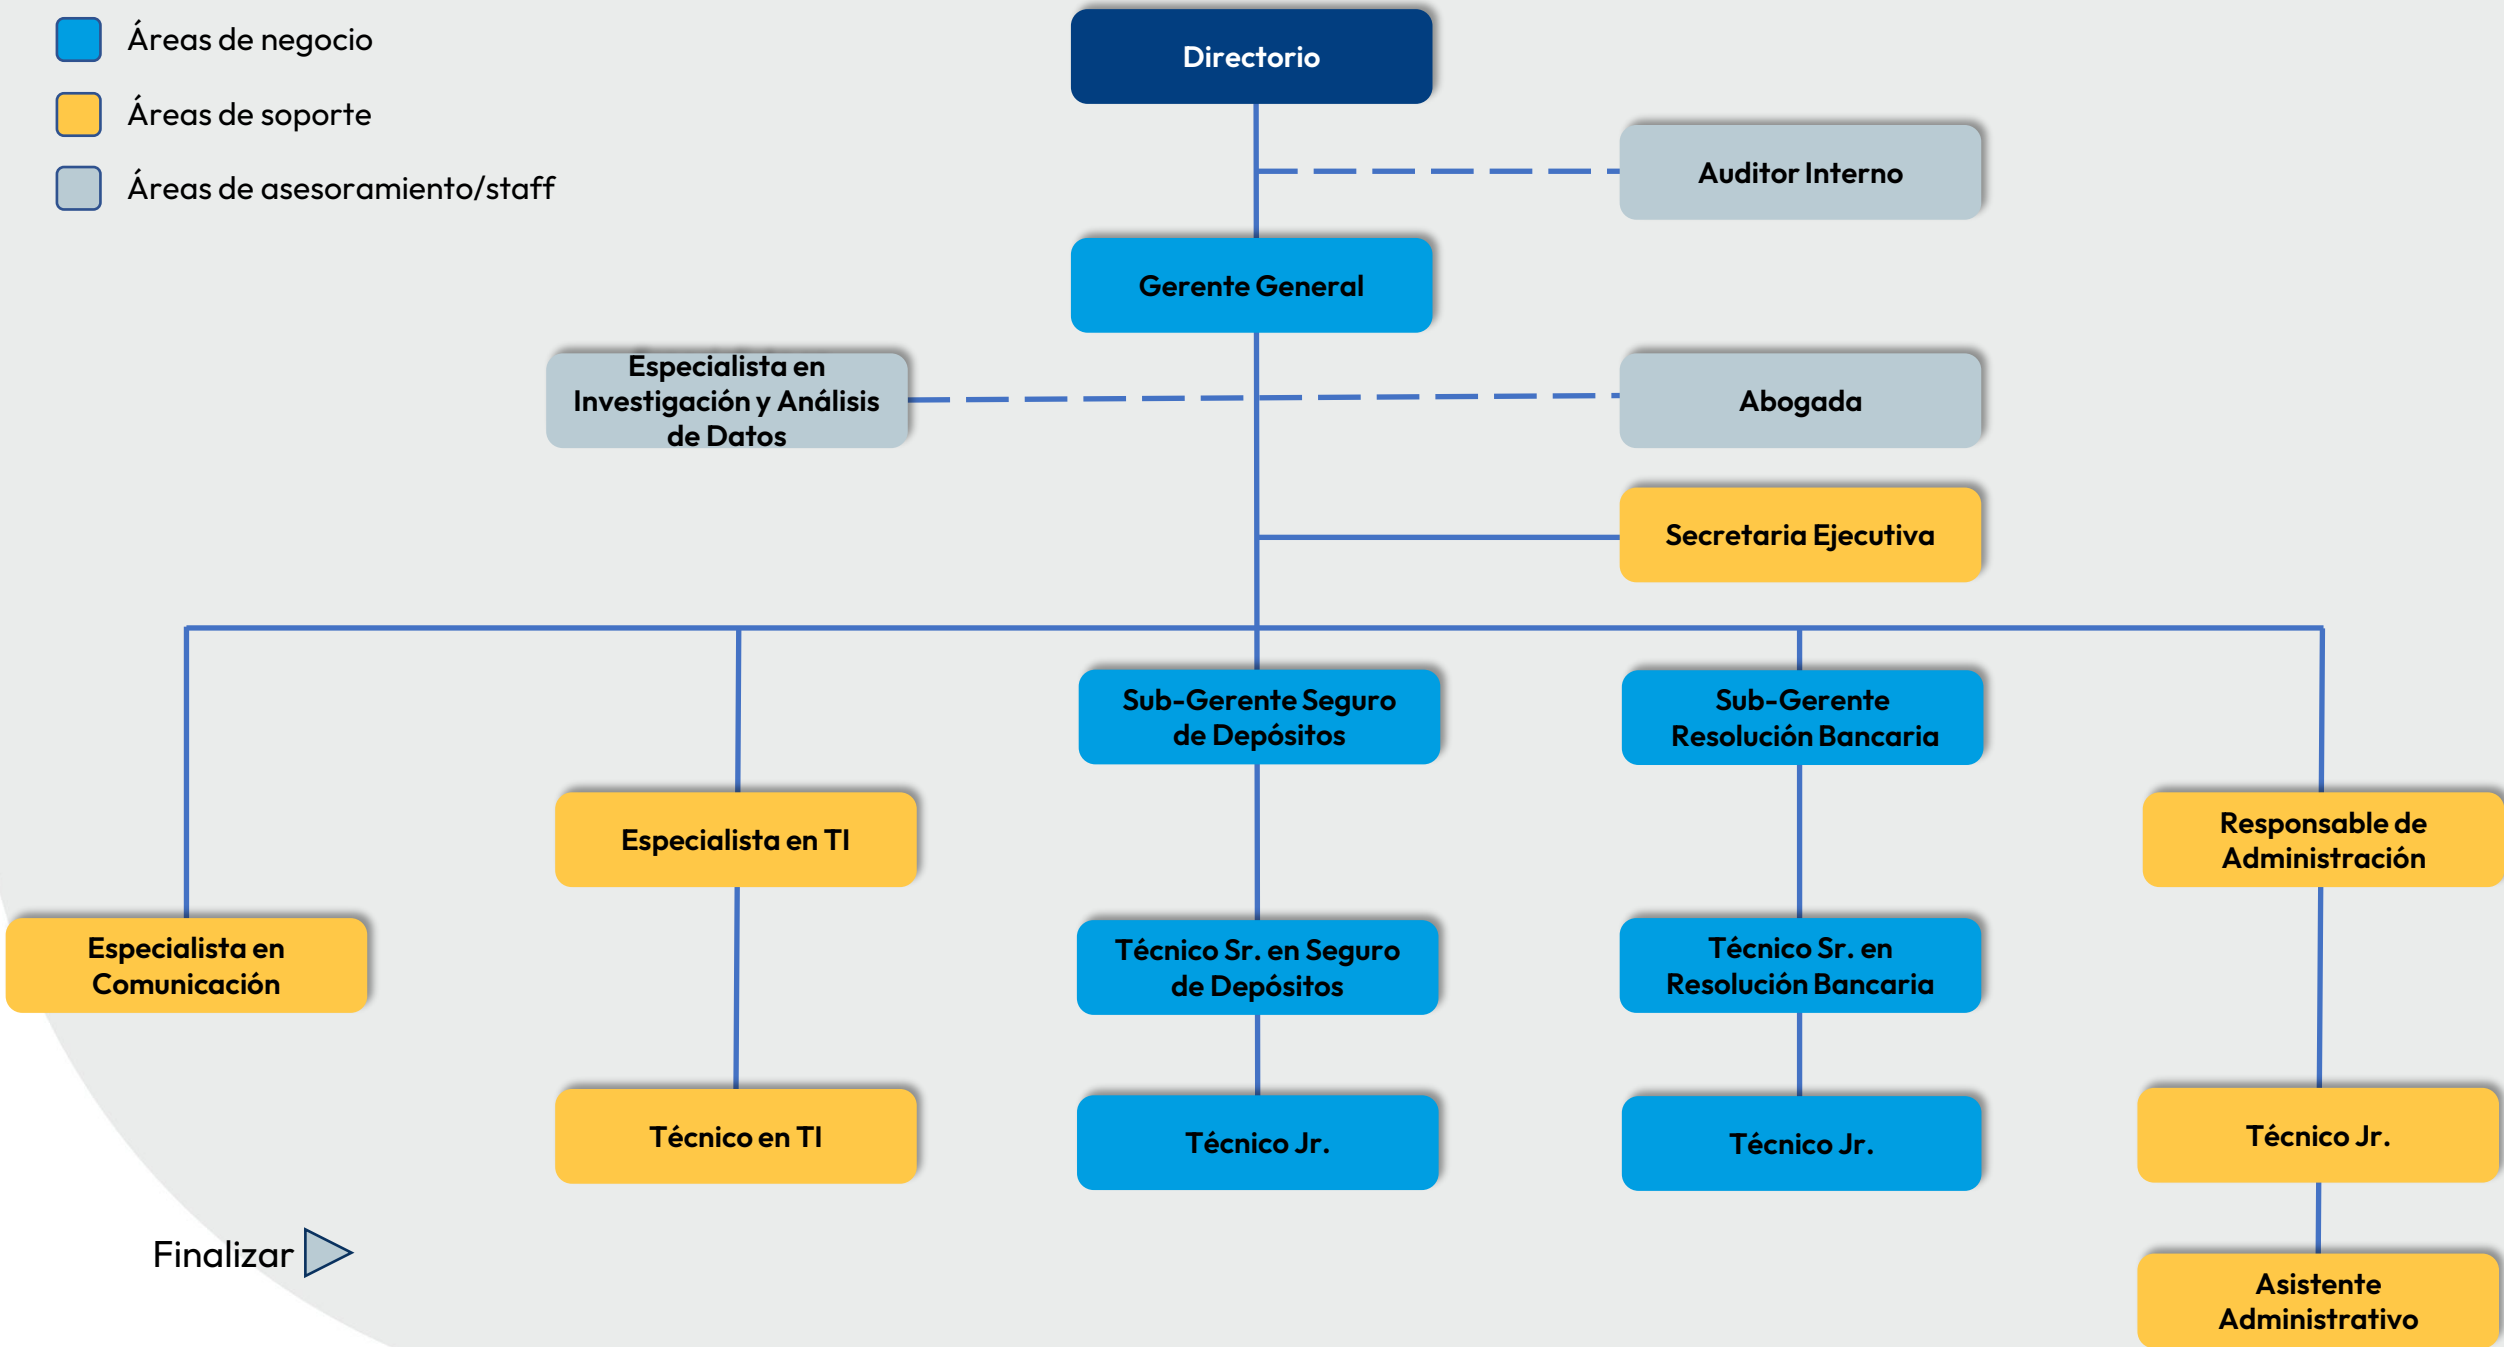 Áreas de negocio
Áreas de soporte
Áreas de asesoramiento/staff
Directorio
Auditor Interno
Gerente General
Especialista en
Investigación y Análisis
de Datos
Abogada
Secretaria Ejecutiva
Sub-Gerente Seguro
de Depósitos
Sub-Gerente
Resolución Bancaria
Especialista en TI
Responsable de
Administración
Especialista en
Comunicación
Técnico Sr. en Seguro
de Depósitos
Técnico Sr. en
Resolución Bancaria
Técnico en TI
Técnico Jr.
Técnico Jr.
Técnico Jr.
Finalizar
Asistente
Administrativo